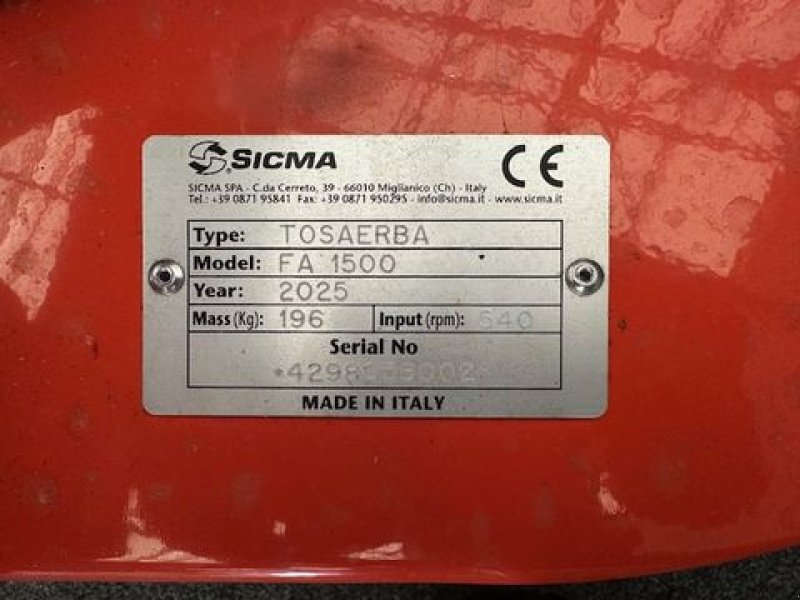 SICMA CE
SICMA SPA - C.da Cerreto, 39 - 66010 Miglianico (Ch) - Italy
Tel.: +39 0871 95841 Fax: +39 0871 950295 - info@sicma.it - www.sicma.it
Type: TOSAERBA
Model: FA 1500
Year: 2025
Mass (Kg): 196 Input (rpm): 540
Serial No
MADE IN ITALY